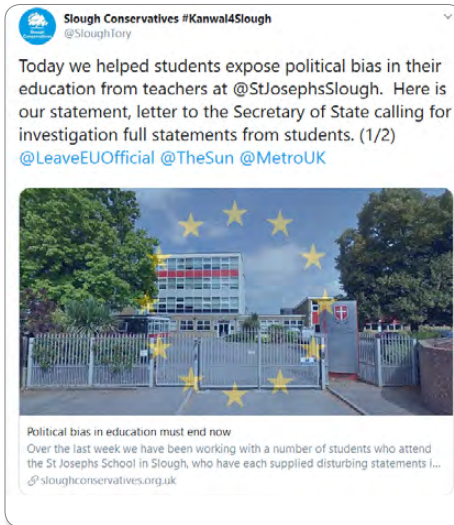 Slough Conservatives #Kanwal4Slough
@SloughTory
Today we helped students expose political bias in their
education from teachers at @StJosephsSlough. Here is
our statement, letter to the Secretary of State calling for
investigation full statements from students. (1/2)
@LeaveEUOfficial @TheSun @MetroUK
Political bias in education must end now
Over the last week we have been working with a number of students who attend
the St Josephs School in Slough, who have each supplied disturbing statements i...
sloughconservatives.org.uk